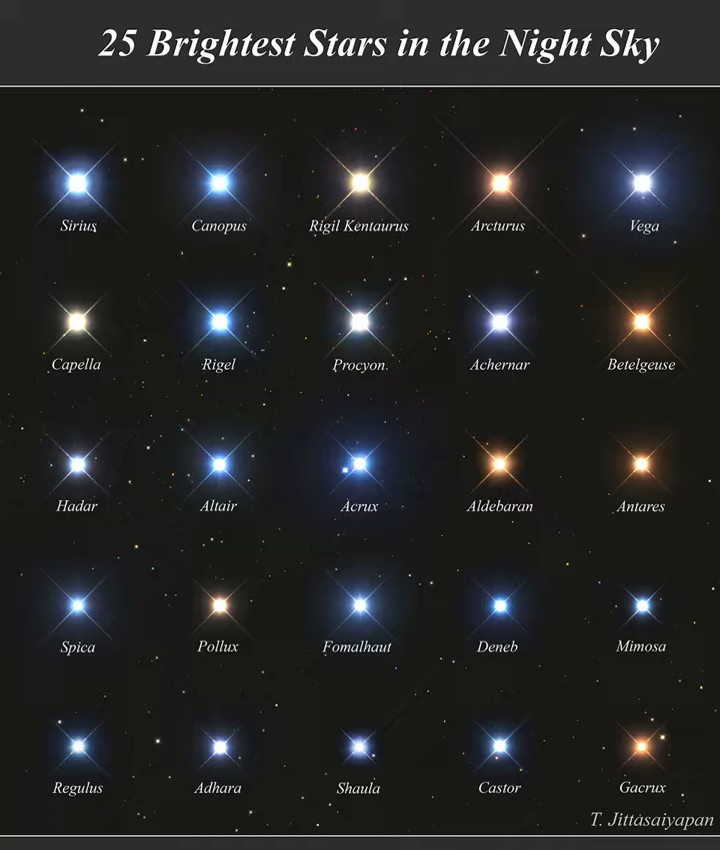 25 Brightest Stars in the Night Sky
Sirius Canopus Rigil Kentaurus Arcturus Vega
Capella Rigel Procyon Achernar Betelgeuse
Hadar Altair Acrux Aldebaran Antares
Spica Pollux Fomalhaut Deneb Mimosa
Regulus Adhara Shaula Castor Gacrux
T. Jittasaiyapan